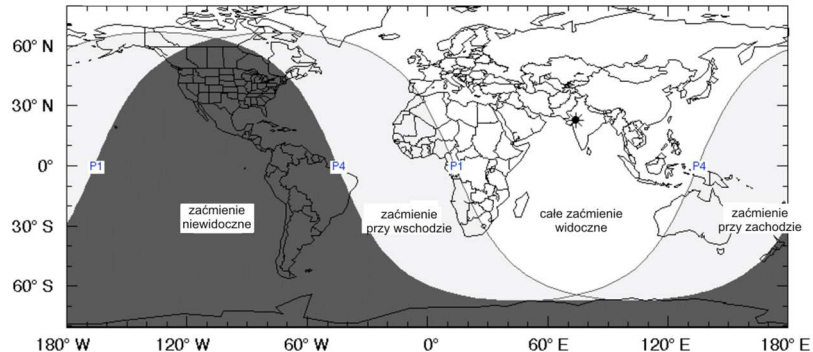 60° N
30° N
0°
30° S
60° S
P1
P4
P1
P4
zaćmienie
niewidoczne
zaćmienie
przy wschodzie
całe zaćmienie
widoczne
zaćmienie
przy zachodzie
180° W
120° W
60° W
0°
60° E
120° E
180° E